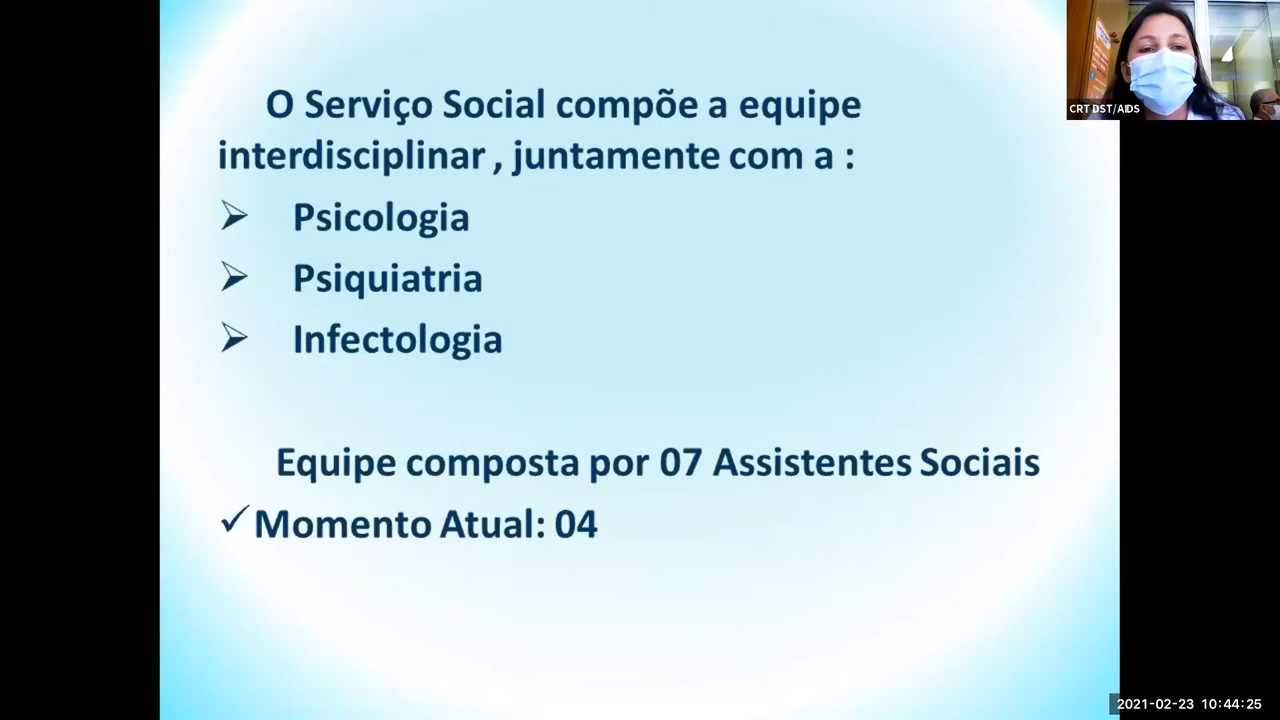 O Serviço Social compõe a equipe
interdisciplinar , juntamente com a :
Psicologia
Psiquiatria
Infectologia
Equipe composta por 07 Assistentes Sociais
Momento Atual: 04
CRT DST/AIDS
2021-02-23 10:44:25